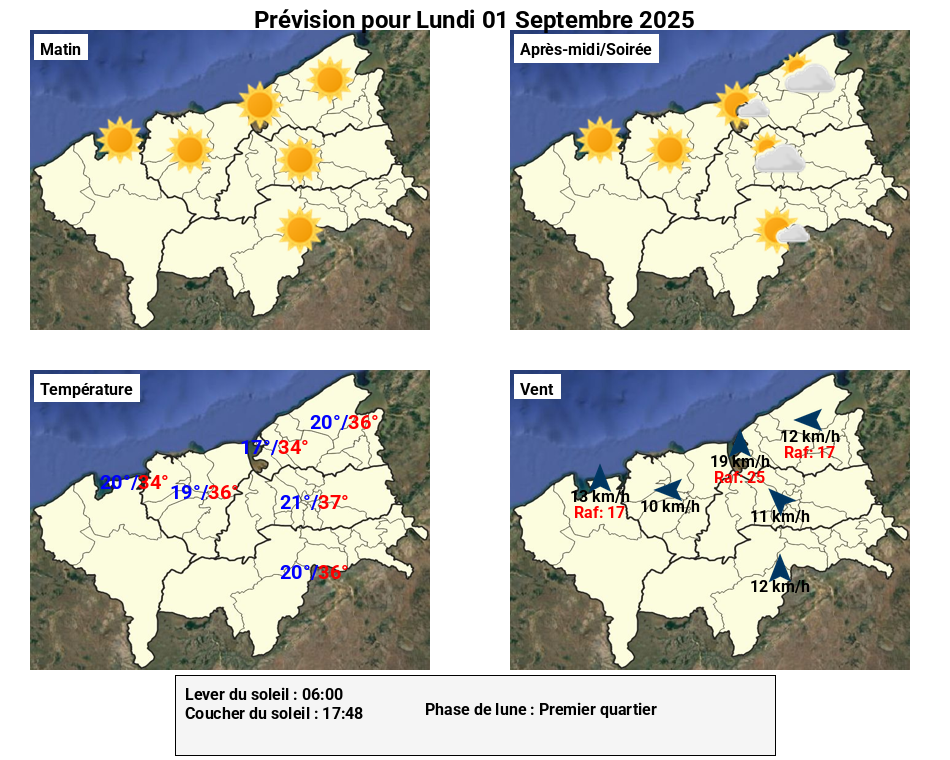 Prévision pour Lundi 01 Septembre 2025
Matin
Après-midi/Soirée
Température
20°/36°
17°/34°
20°/34°
19°/36°
21°/37°
20°/36°
Vent
12 km/h
Raf: 17
19 km/h
Raf: 25
13 km/h
Raf: 17
10 km/h
11 km/h
12 km/h
Lever du soleil : 06:00
Coucher du soleil : 17:48
Phase de lune : Premier quartier